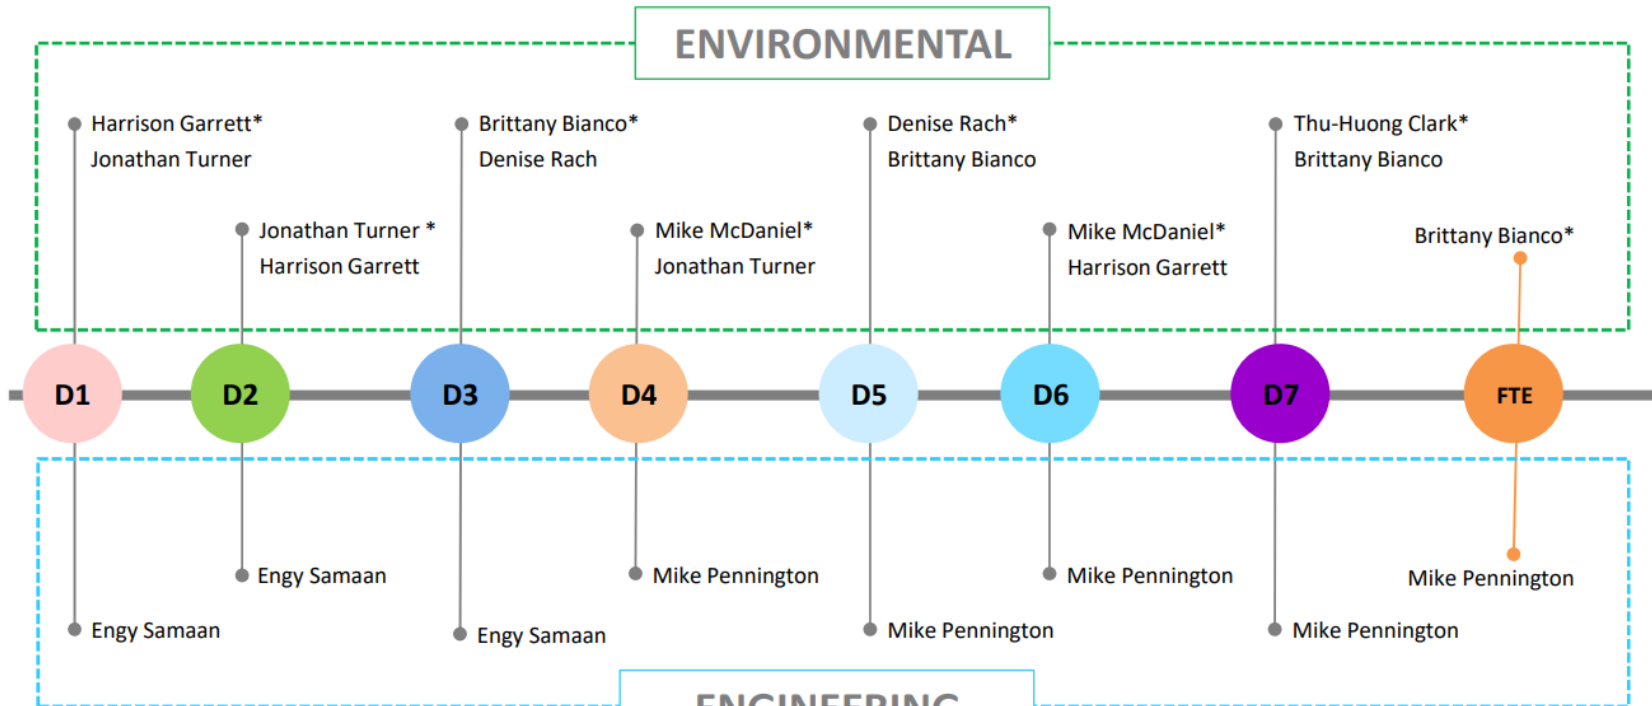 ENVIRONMENTAL
Harrison Garrett*
Jonathan Turner
Brittany Bianco*
Denise Rach
Denise Rach*
Brittany Bianco
Thu-Huong Clark*
Brittany Bianco
Jonathan Turner *
Harrison Garrett
Mike McDaniel*
Jonathan Turner
Mike McDaniel*
Harrison Garrett
Brittany Bianco*
D1
D2
D3
D4
D5
D6
D7
FTE
Engy Samaan
Mike Pennington
Mike Pennington
Mike Pennington
Engy Samaan
Engy Samaan
Mike Pennington
Mike Pennington
ENGINEERING